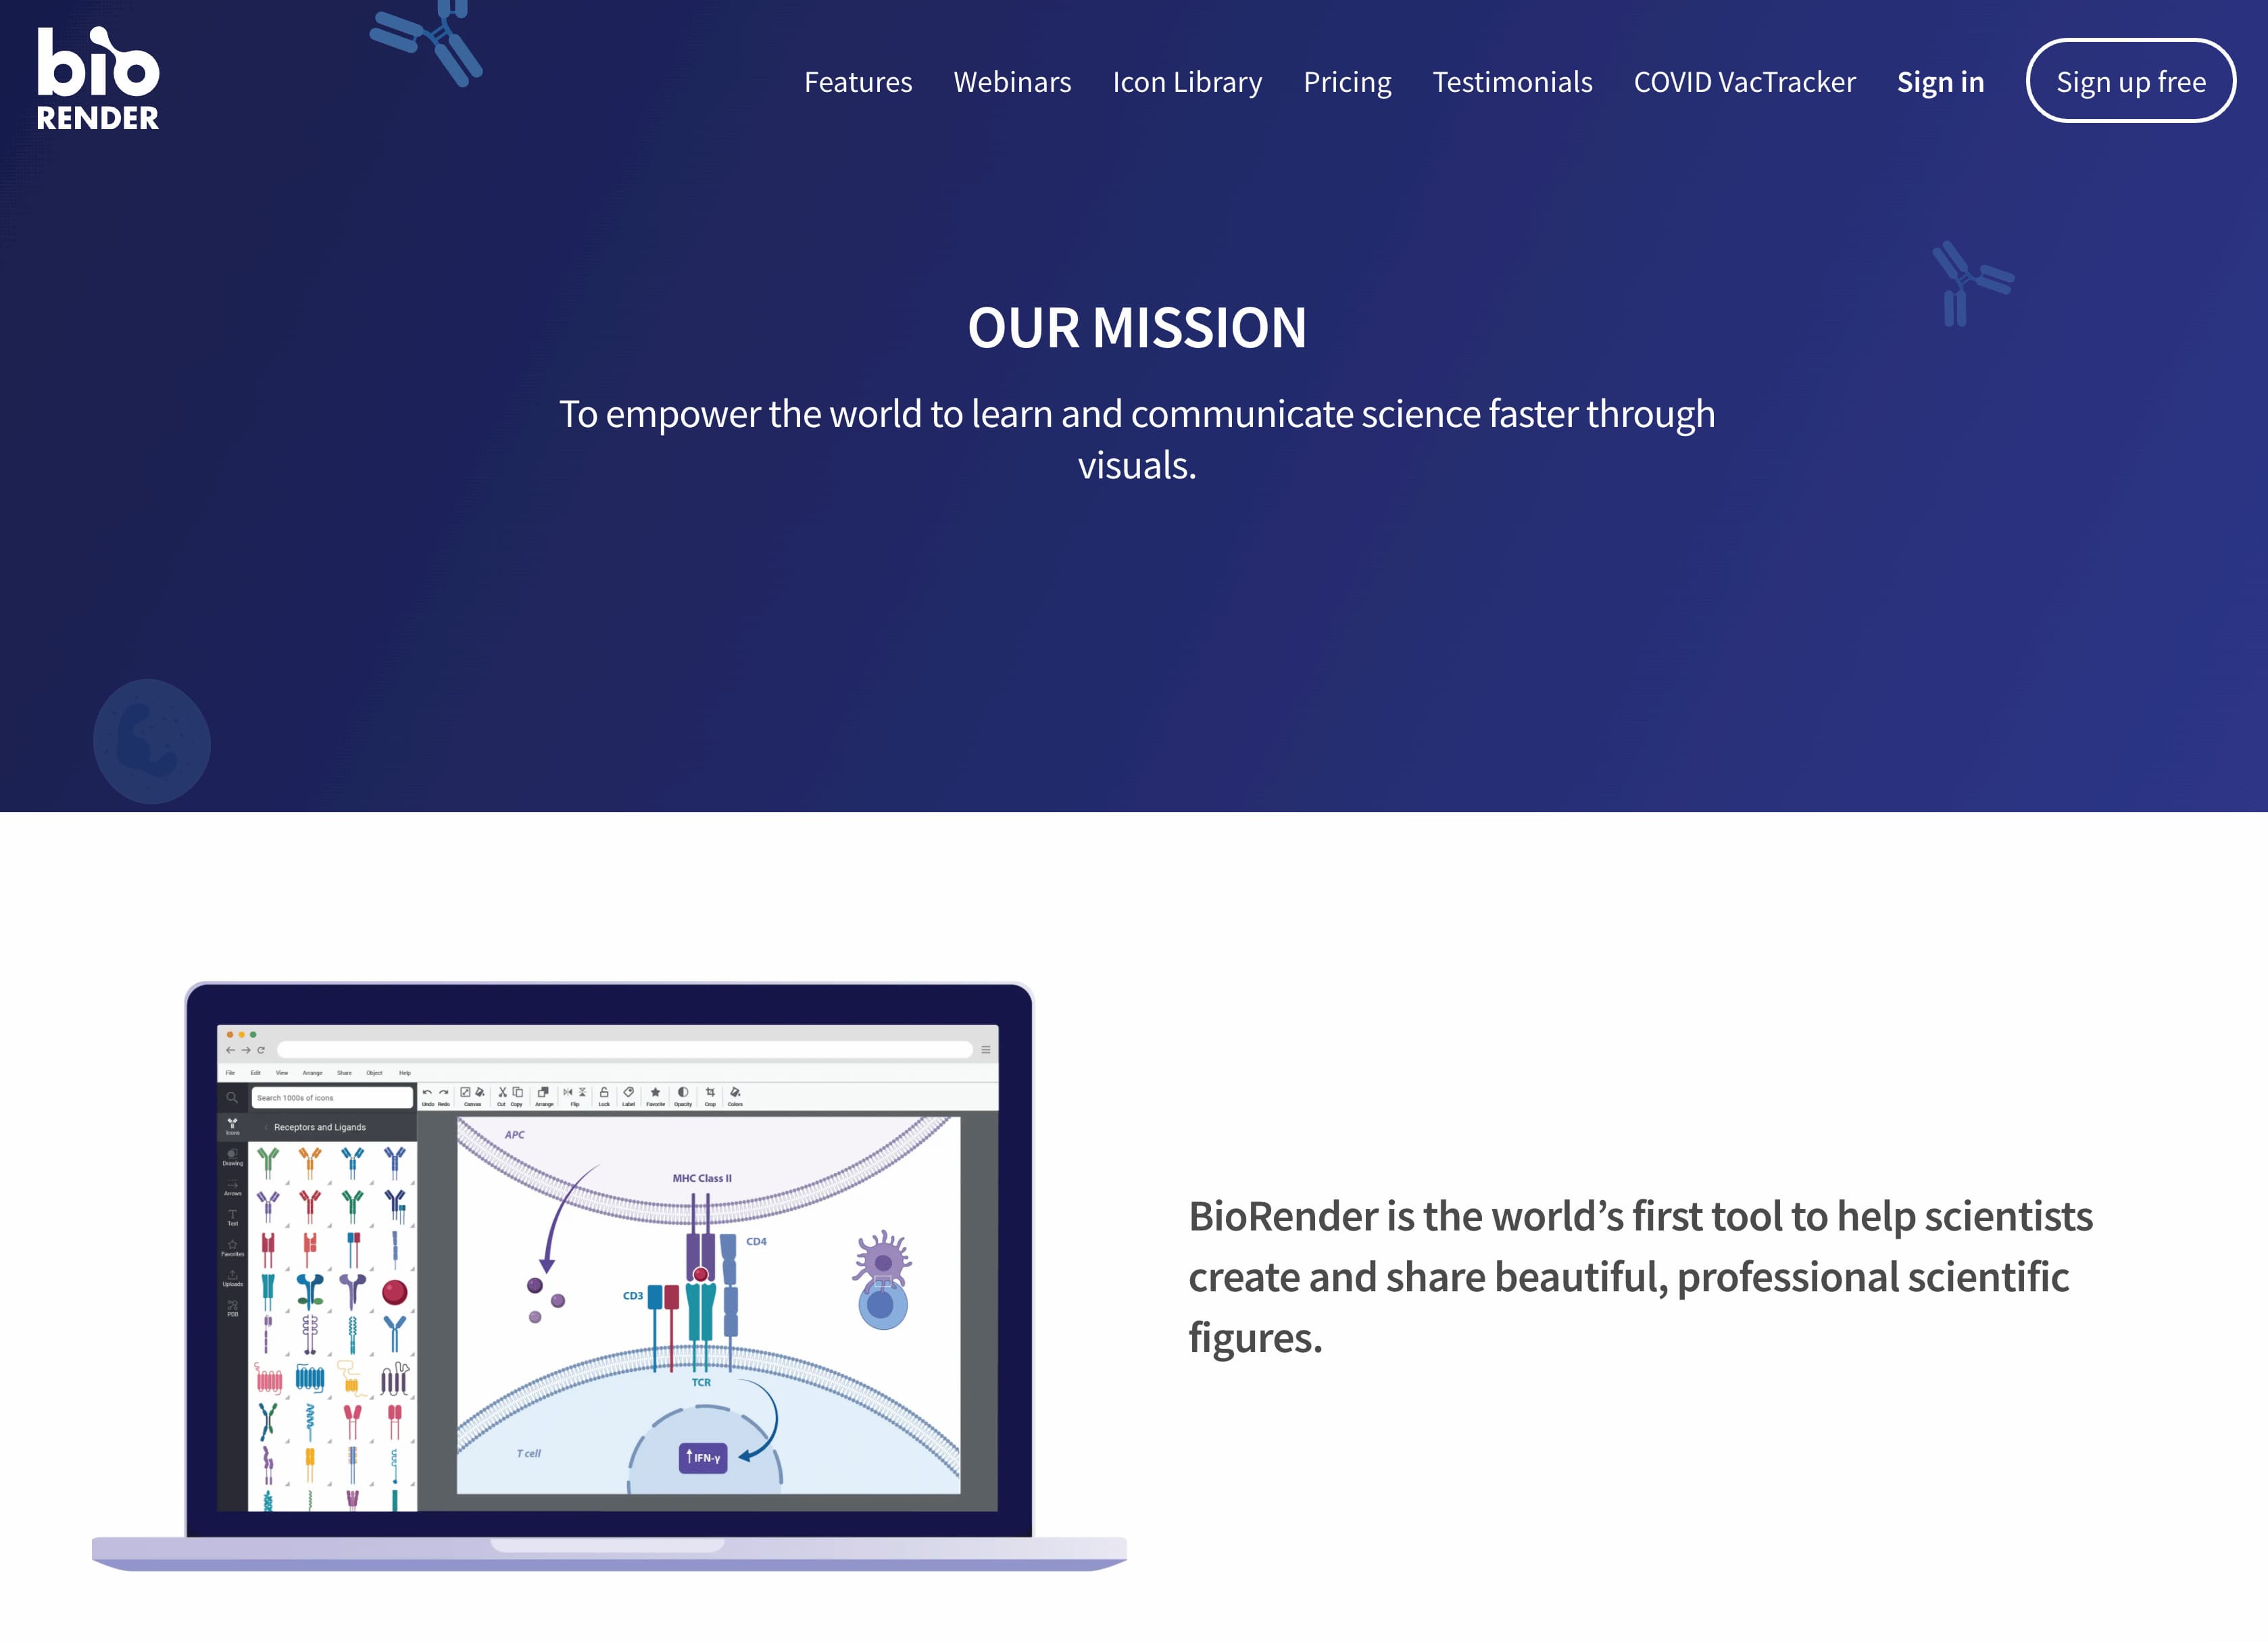 bio
RENDER
Features
Webinars
Icon Library
Pricing
Testimonials
COVID VacTracker
Sign in
Sign up free
OUR MISSION
To empower the world to learn and communicate science faster through
visuals.
File Edit View Arrange Share Object Help
Search 1000s of icons
Undo Redo Canvas Cut Copy Arrange Flip Lock Label Favorite Opacity Crop Colors
Receptors and Ligands
Icons
Drawing
Arrows
Text
Favorites
Uploads
PDB
APC
MHC Class II
CD4
CD3
TCR
T cell
↑ IFN-γ
BioRender is the world’s first tool to help scientists
create and share beautiful, professional scientific
figures.